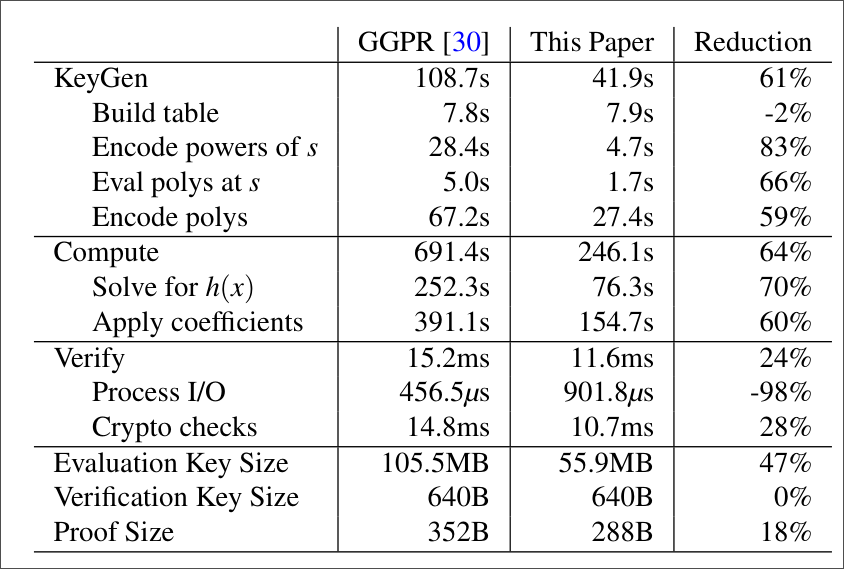 GGPR [30] This Paper Reduction
KeyGen 108.7s 41.9s 61%
Build table 7.8s 7.9s -2%
Encode powers of s 28.4s 4.7s 83%
Eval polys at s 5.0s 1.7s 66%
Encode polys 67.2s 27.4s 59%
Compute 691.4s 246.1s 64%
Solve for h(x) 252.3s 76.3s 70%
Apply coefficients 391.1s 154.7s 60%
Verify 15.2ms 11.6ms 24%
Process I/O 456.5μs 901.8μs -98%
Crypto checks 14.8ms 10.7ms 28%
Evaluation Key Size 105.5MB 55.9MB 47%
Verification Key Size 640B 640B 0%
Proof Size 352B 288B 18%